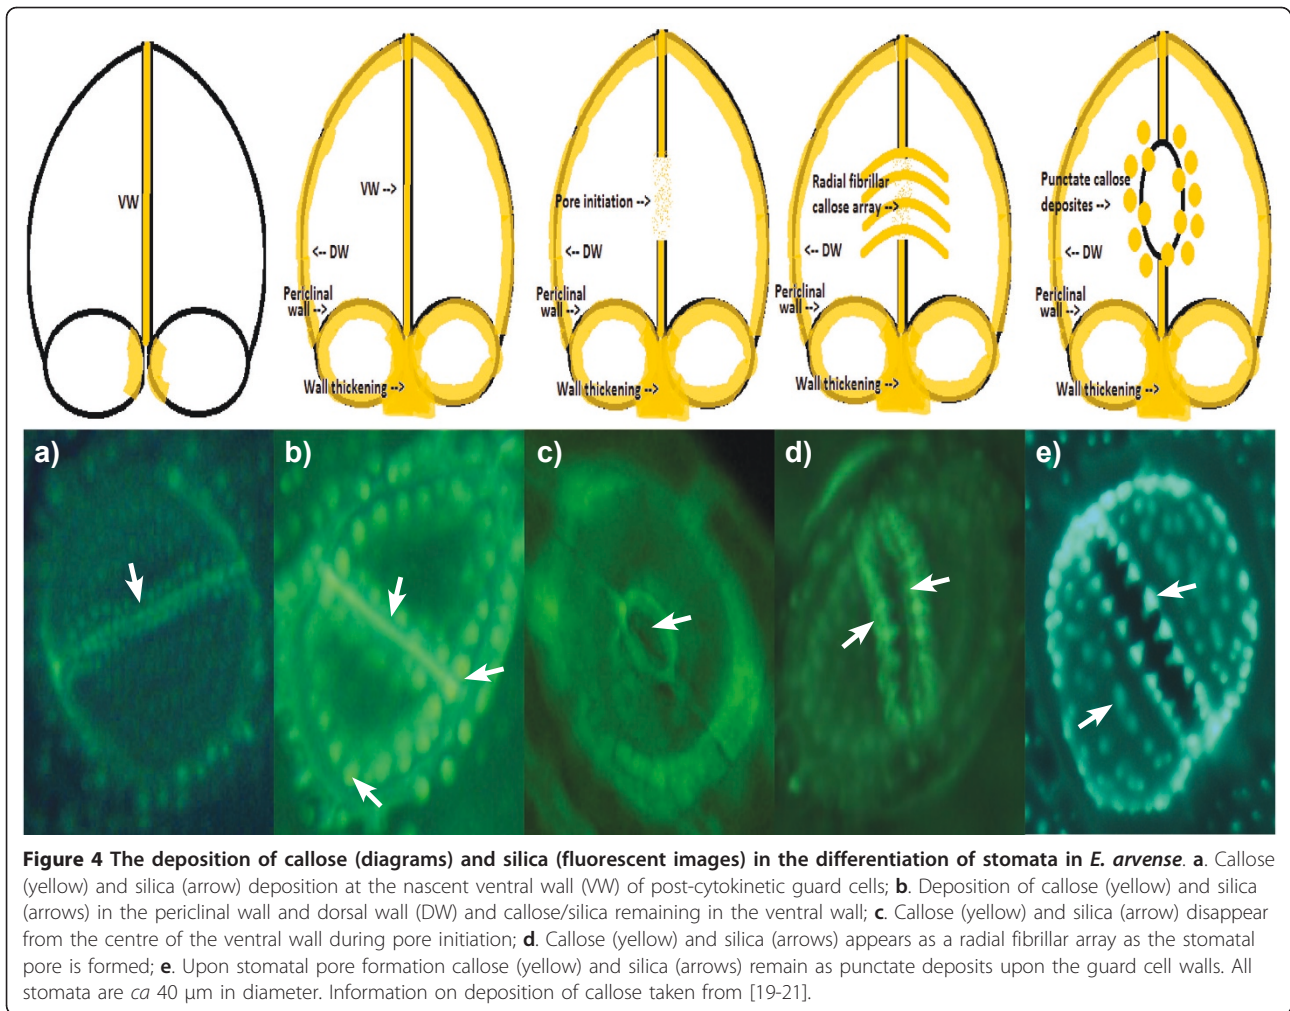 VW
VW -->
<-- DW
Periclinal
wall -->
Wall thickening -->
Pore initiation -->
<-- DW
Periclinal
wall -->
Wall thickening -->
Radial fibrillar
callose array -->
<-- DW
Periclinal
wall -->
Wall thickening -->
Punctate callose
deposites -->
<-- DW
Periclinal
wall -->
Wall thickening -->
a)
b)
c)
d)
e)
Figure 4 The deposition of callose (diagrams) and silica (fluorescent images) in the differentiation of stomata in E. arvense. a. Callose
(yellow) and silica (arrow) deposition at the nascent ventral wall (VW) of post-cytokinetic guard cells; b. Deposition of callose (yellow) and silica
(arrows) in the periclinal wall and dorsal wall (DW) and callose/silica remaining in the ventral wall; c. Callose (yellow) and silica (arrow) disappear
from the centre of the ventral wall during pore initiation; d. Callose (yellow) and silica (arrows) appears as a radial fibrillar array as the stomatal
pore is formed; e. Upon stomatal pore formation callose (yellow) and silica (arrows) remain as punctate deposits upon the guard cell walls. All
stomata are ca 40 μm in diameter. Information on deposition of callose taken from [19-21].